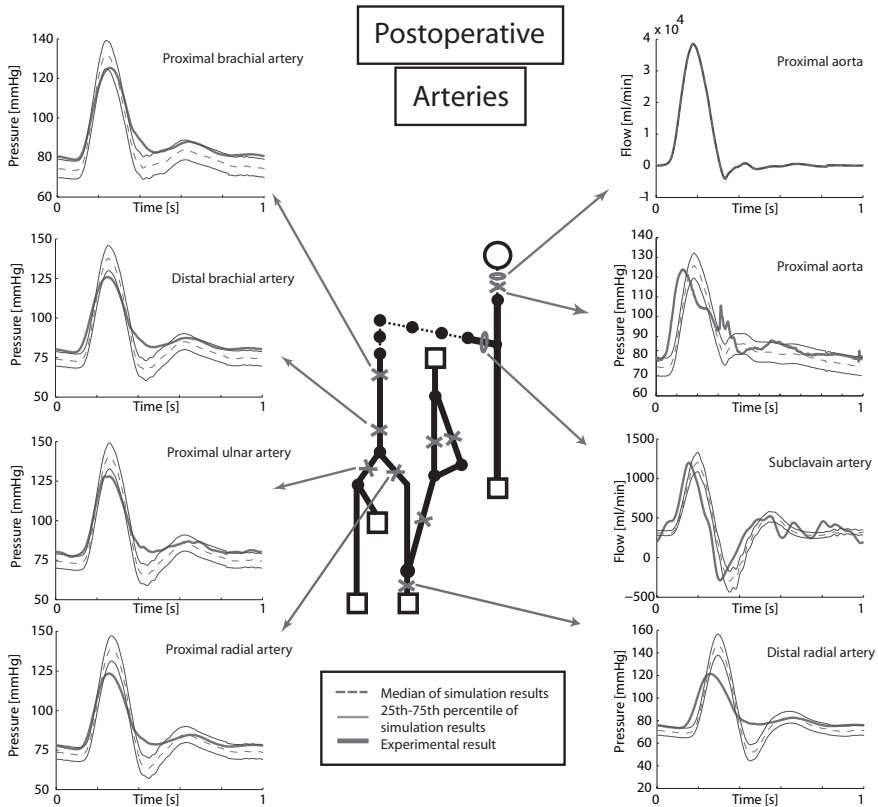 Postoperative
Arteries
Proximal brachial artery
Pressure [mmHg]
140
120
100
80
60
0
Time [s]
1
Distal brachial artery
Pressure [mmHg]
150
125
100
75
50
0
Time [s]
1
Proximal ulnar artery
Pressure [mmHg]
150
125
100
75
50
0
Time [s]
1
Proximal radial artery
Pressure [mmHg]
150
125
100
75
50
0
Time [s]
1
Proximal aorta
Flow [ml/min]
4 x 10^4
3
2
1
0
−1
0
Time [s]
1
Proximal aorta
Pressure [mmHg]
140
130
120
110
100
90
80
70
60
0
Time [s]
1
Subclavain artery
Flow [ml/min]
1500
1000
500
0
−500
0
Time [s]
1
Distal radial artery
Pressure [mmHg]
160
140
120
100
80
60
40
20
0
Time [s]
1
Median of simulation results
25th-75th percentile of
simulation results
Experimental result